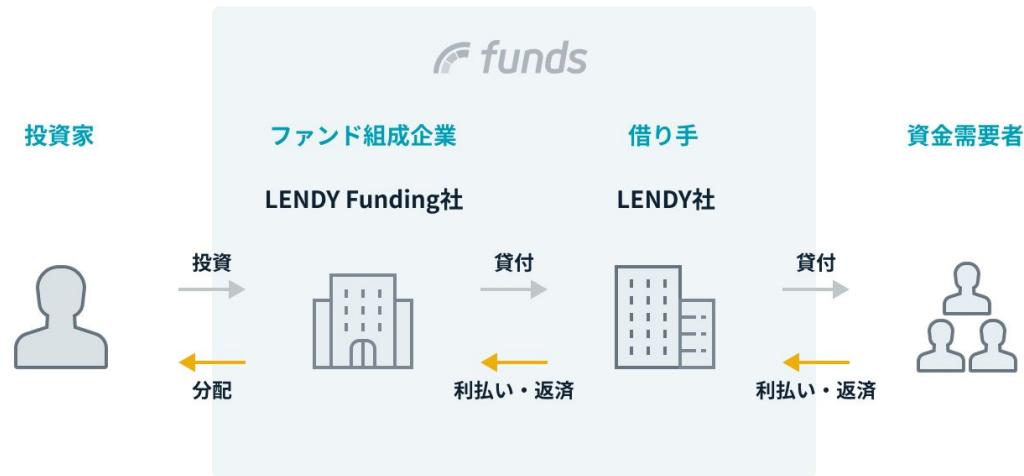 funds
投資家
ファンド組成企業
借り手
資金需要者
LENDY Funding社
LENDY社
投資
貸付
貸付
分配
利払い・返済
利払い・返済